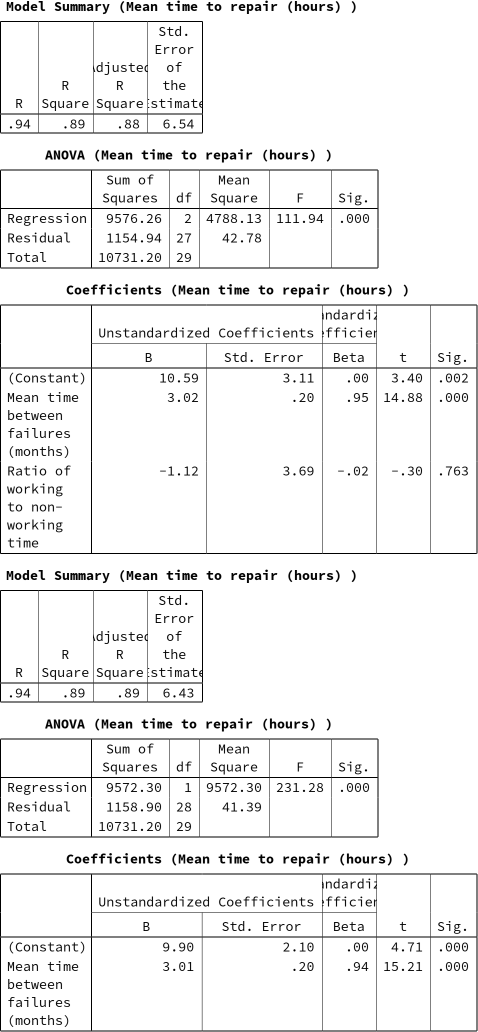 Model Summary (Mean time to repair (hours) )
Std.
Error
Adjusted of
R R the
R Square Square Estimate
.94 .89 .88 6.54
ANOVA (Mean time to repair (hours) )
Sum of Mean
Squares df Square F Sig.
Regression 9576.26 2 4788.13 111.94 .000
Residual 1154.94 27 42.78
Total 10731.20 29
Coefficients (Mean time to repair (hours) )
Unstandardized Coefficients
B Std. Error Beta t Sig.
(Constant) 10.59 3.11 .00 3.40 .002
Mean time 3.02 .20 .95 14.88 .000
between
failures
(months)
Ratio of -1.12 3.69 -.02 -.30 .763
working
to non-
working
time
Model Summary (Mean time to repair (hours) )
Std.
Error
Adjusted of
R R the
R Square Square Estimate
.94 .89 .89 6.43
ANOVA (Mean time to repair (hours) )
Sum of Mean
Squares df Square F Sig.
Regression 9572.30 1 9572.30 231.28 .000
Residual 1158.90 28 41.39
Total 10731.20 29
Coefficients (Mean time to repair (hours) )
Unstandardized Coefficients
B Std. Error Beta t Sig.
(Constant) 9.90 2.10 .00 4.71 .000
Mean time 3.01 .20 .94 15.21 .000
between
failures
(months)